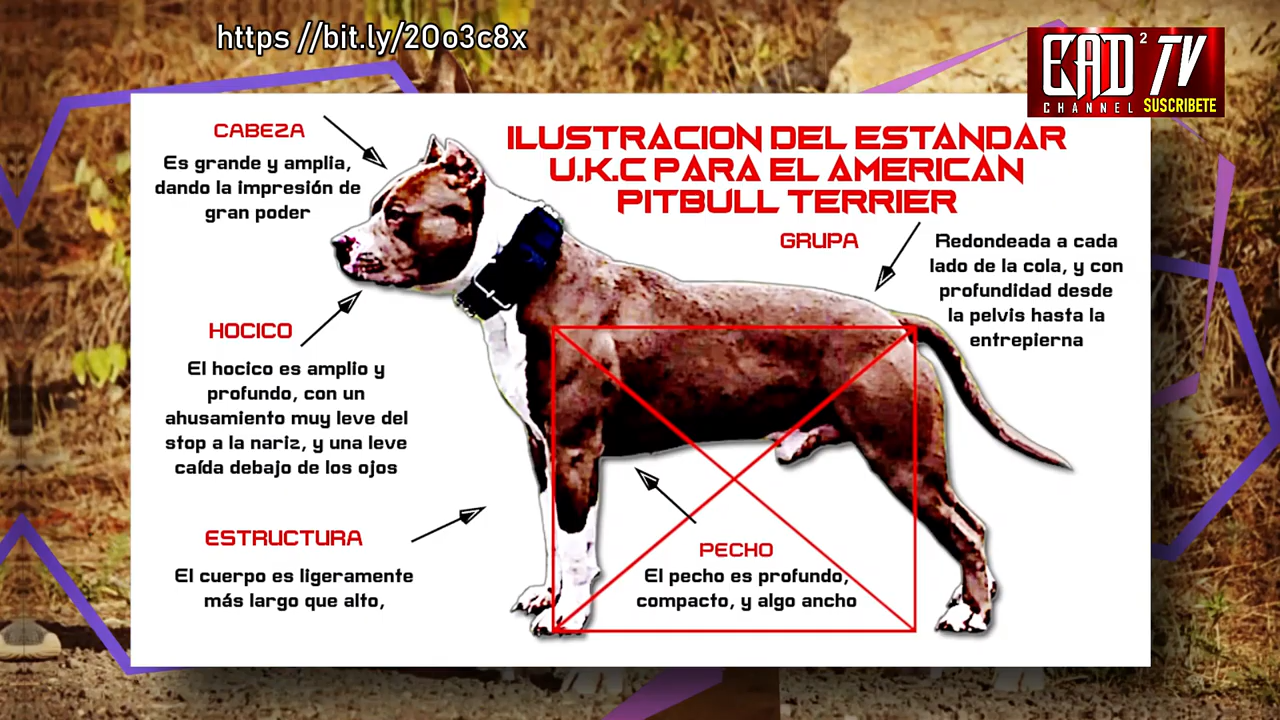 https //bit.ly/2Oo3c8x
EAD² TV
CHANNEL SUSCRIBETE
ILUSTRACION DEL ESTANDAR
U.K.C PARA EL AMERICAN
PITBULL TERRIER
CABEZA
Es grande y amplia,
dando la impresión de
gran poder
GRUPA
Redondeada a cada
lado de la cola, y con
profundidad desde
la pelvis hasta la
entrepierna
HOCICO
El hocico es amplio y
profundo, con un
ahusamiento muy leve del
stop a la nariz, y una leve
caída debajo de los ojos
ESTRUCTURA
El cuerpo es ligeramente
más largo que alto,
PECHO
El pecho es profundo,
compacto, y algo ancho